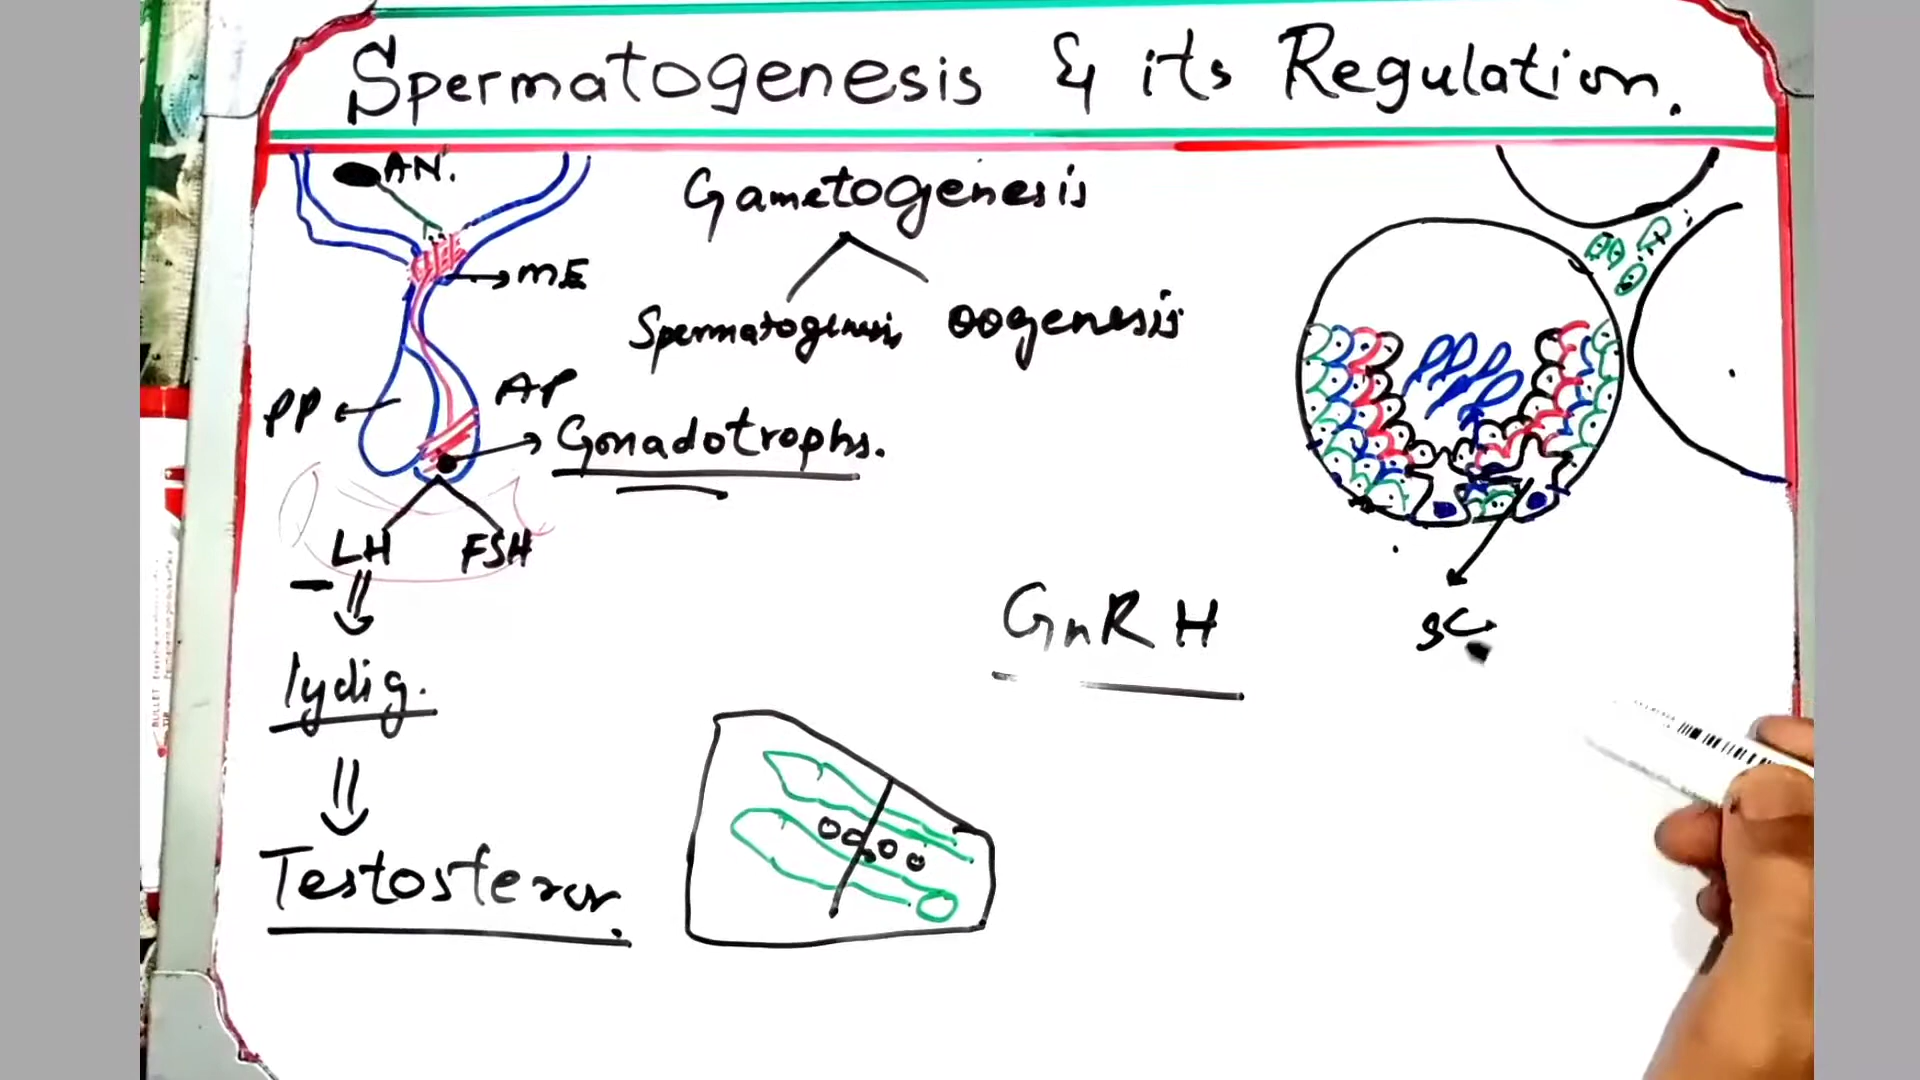 Spermatogenesis & its Regulation.
AN.
ME
PP
AP
Gonadotrophs.
LH FSH
lydig.
Testosteron.
Gametogenesis
Spermatogenesis oogenesis
GnRH
SC